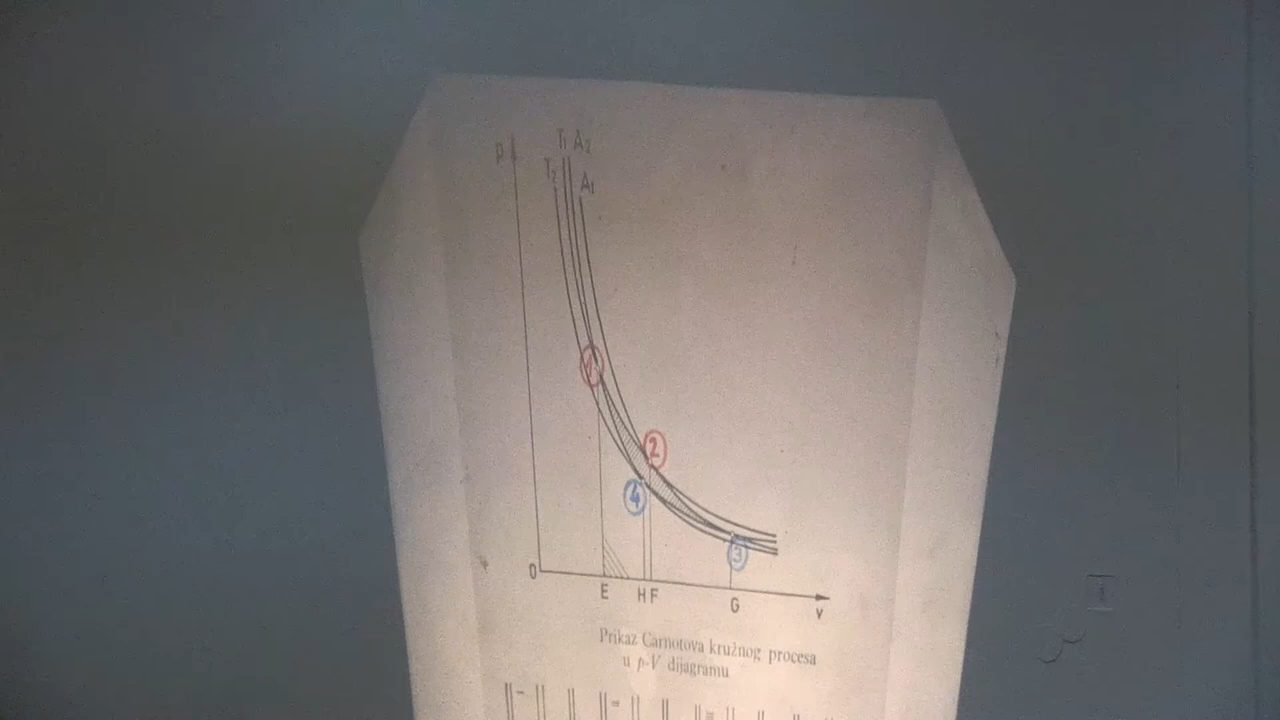 p
T₁ A₂
T₂
A₁
1
2
4
3
0
E H F G v
Prikaz Carnotova kružnog procesa
u p-V dijagramu